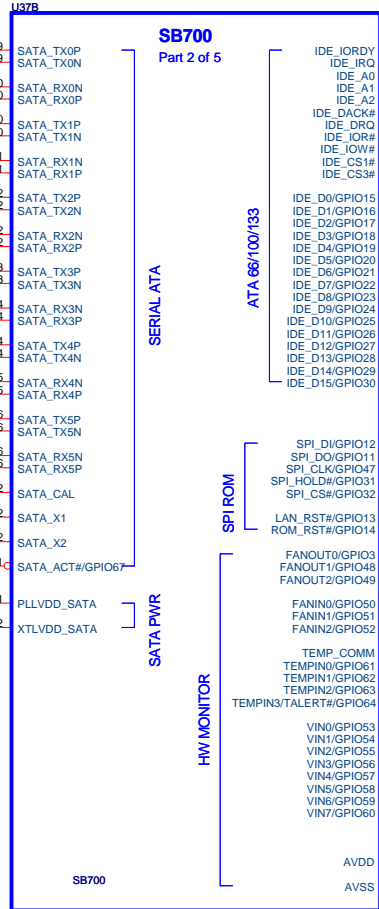 U37B
SB700
Part 2 of 5
SATA_TX0P
SATA_TX0N
SATA_RX0N
SATA_RX0P
SATA_TX1P
SATA_TX1N
SATA_RX1N
SATA_RX1P
SATA_TX2P
SATA_TX2N
SATA_RX2N
SATA_RX2P
SATA_TX3P
SATA_TX3N
SATA_RX3N
SATA_RX3P
SATA_TX4P
SATA_TX4N
SATA_RX4N
SATA_RX4P
SATA_TX5P
SATA_TX5N
SATA_RX5N
SATA_RX5P
SATA_CAL
SATA_X1
SATA_X2
SATA_ACT#/GPIO67
PLLVDD_SATA
XTLVDD_SATA
SERIAL ATA
SATA PWR
ATA 66/100/133
SPI ROM
HW MONITOR
IDE_IORDY
IDE_IRQ
IDE_A0
IDE_A1
IDE_A2
IDE_DACK#
IDE_DRQ
IDE_IOR#
IDE_IOW#
IDE_CS1#
IDE_CS3#
IDE_D0/GPIO15
IDE_D1/GPIO16
IDE_D2/GPIO17
IDE_D3/GPIO18
IDE_D4/GPIO19
IDE_D5/GPIO20
IDE_D6/GPIO21
IDE_D7/GPIO22
IDE_D8/GPIO23
IDE_D9/GPIO24
IDE_D10/GPIO25
IDE_D11/GPIO26
IDE_D12/GPIO27
IDE_D13/GPIO28
IDE_D14/GPIO29
IDE_D15/GPIO30
SPI_DI/GPIO12
SPI_DO/GPIO11
SPI_CLK/GPIO47
SPI_HOLD#/GPIO31
SPI_CS#/GPIO32
LAN_RST#/GPIO13
ROM_RST#/GPIO14
FANOUT0/GPIO3
FANOUT1/GPIO48
FANOUT2/GPIO49
FANIN0/GPIO50
FANIN1/GPIO51
FANIN2/GPIO52
TEMP_COMM
TEMPIN0/GPIO61
TEMPIN1/GPIO62
TEMPIN2/GPIO63
TEMPIN3/TALERT#/GPIO64
VIN0/GPIO53
VIN1/GPIO54
VIN2/GPIO55
VIN3/GPIO56
VIN4/GPIO57
VIN5/GPIO58
VIN6/GPIO59
VIN7/GPIO60
AVDD
AVSS
SB700